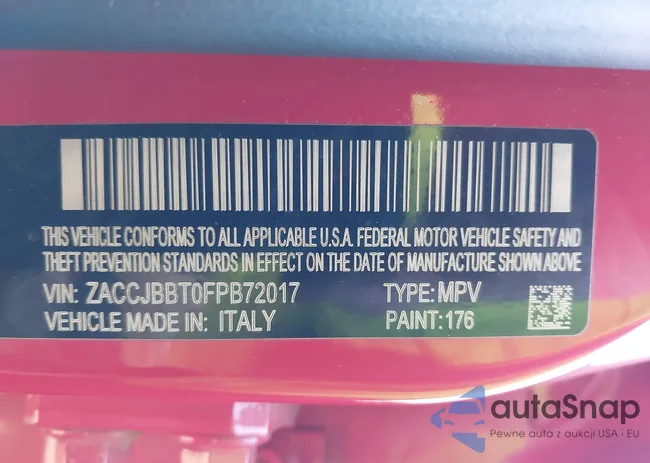 THIS VEHICLE CONFORMS TO ALL APPLICABLE U.S.A. FEDERAL MOTOR VEHICLE SAFETY AND
THEFT PREVENTION STANDARDS IN EFFECT ON THE DATE OF MANUFACTURE SHOWN ABOVE
VIN: ZACCJBBT0FPB72017 TYPE: MPV
VEHICLE MADE IN: ITALY PAINT: 176
autaSnap
Pewne auta z aukcji USA i EU